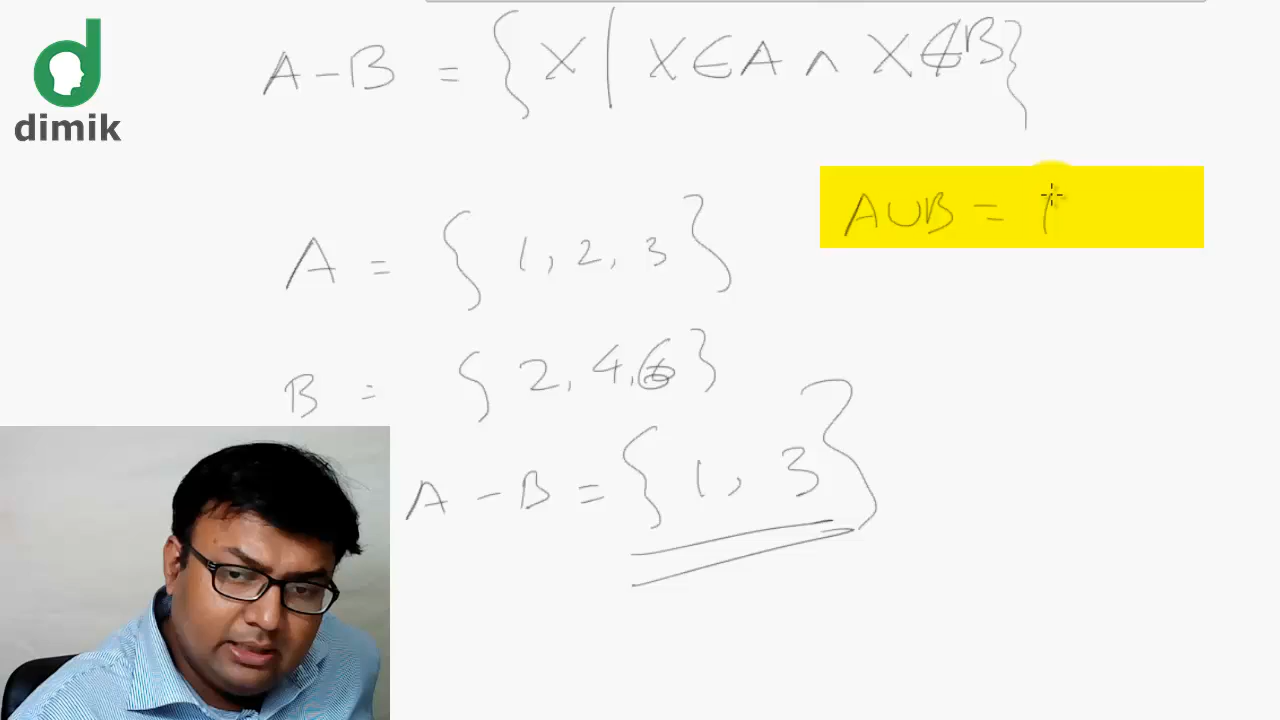 A - B = { X | X ∈ A ∧ X ∉ B }
dimik
A ∪ B =
A = { 1, 2, 3 }
B = { 2, 4, 6 }
A - B = { 1, 3 }